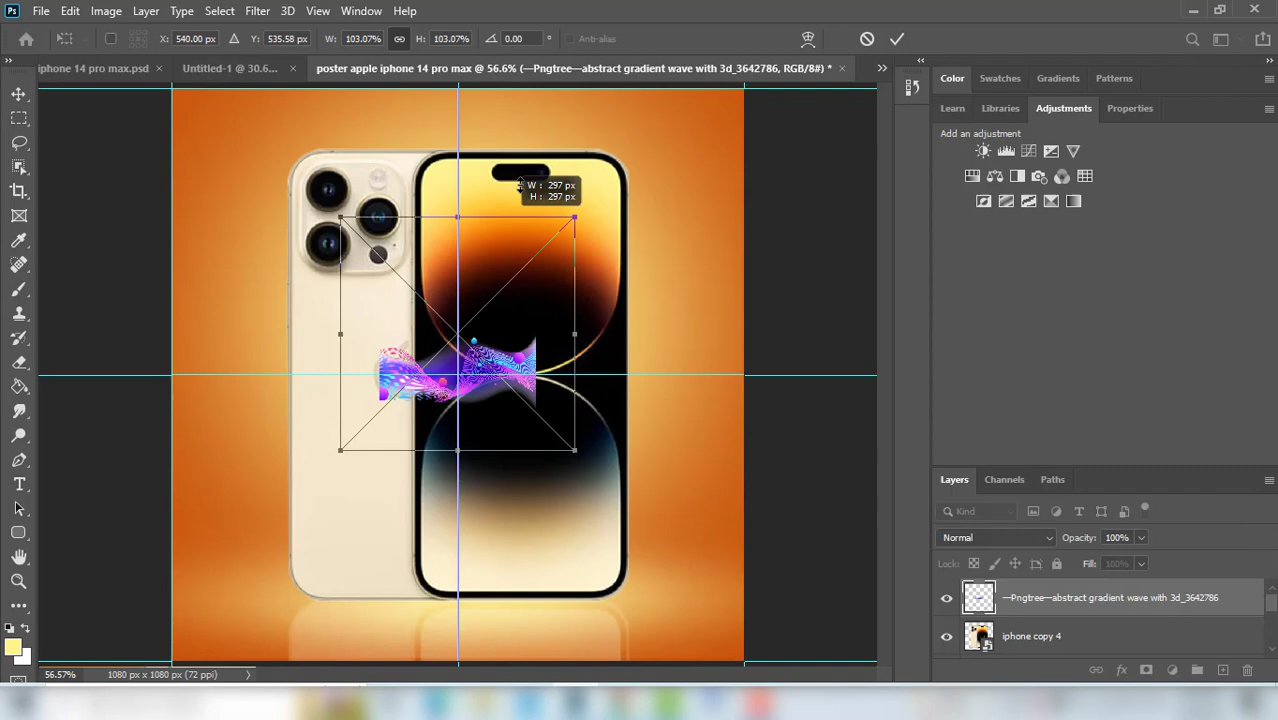 Ps File Edit Image Layer Type Select Filter 3D View Window Help
X: 540.00 px Y: 535.58 px W: 103.07% H: 103.07% 0.00 ° Anti-alias
iphone 14 pro max.psd × Untitled-1 @ 30.6... × poster apple iphone 14 pro max @ 56.6% (—Pngtree—abstract gradient wave with 3d_3642786, RGB/8#) * ×
Color Swatches Gradients Patterns
Learn Libraries Adjustments Properties
Add an adjustment
W : 297 px
H : 297 px
Layers Channels Paths
Kind
Normal Opacity: 100%
Lock: Fill: 100%
—Pngtree—abstract gradient wave with 3d_3642786
iphone copy 4
56.57% 1080 px x 1080 px (72 ppi)